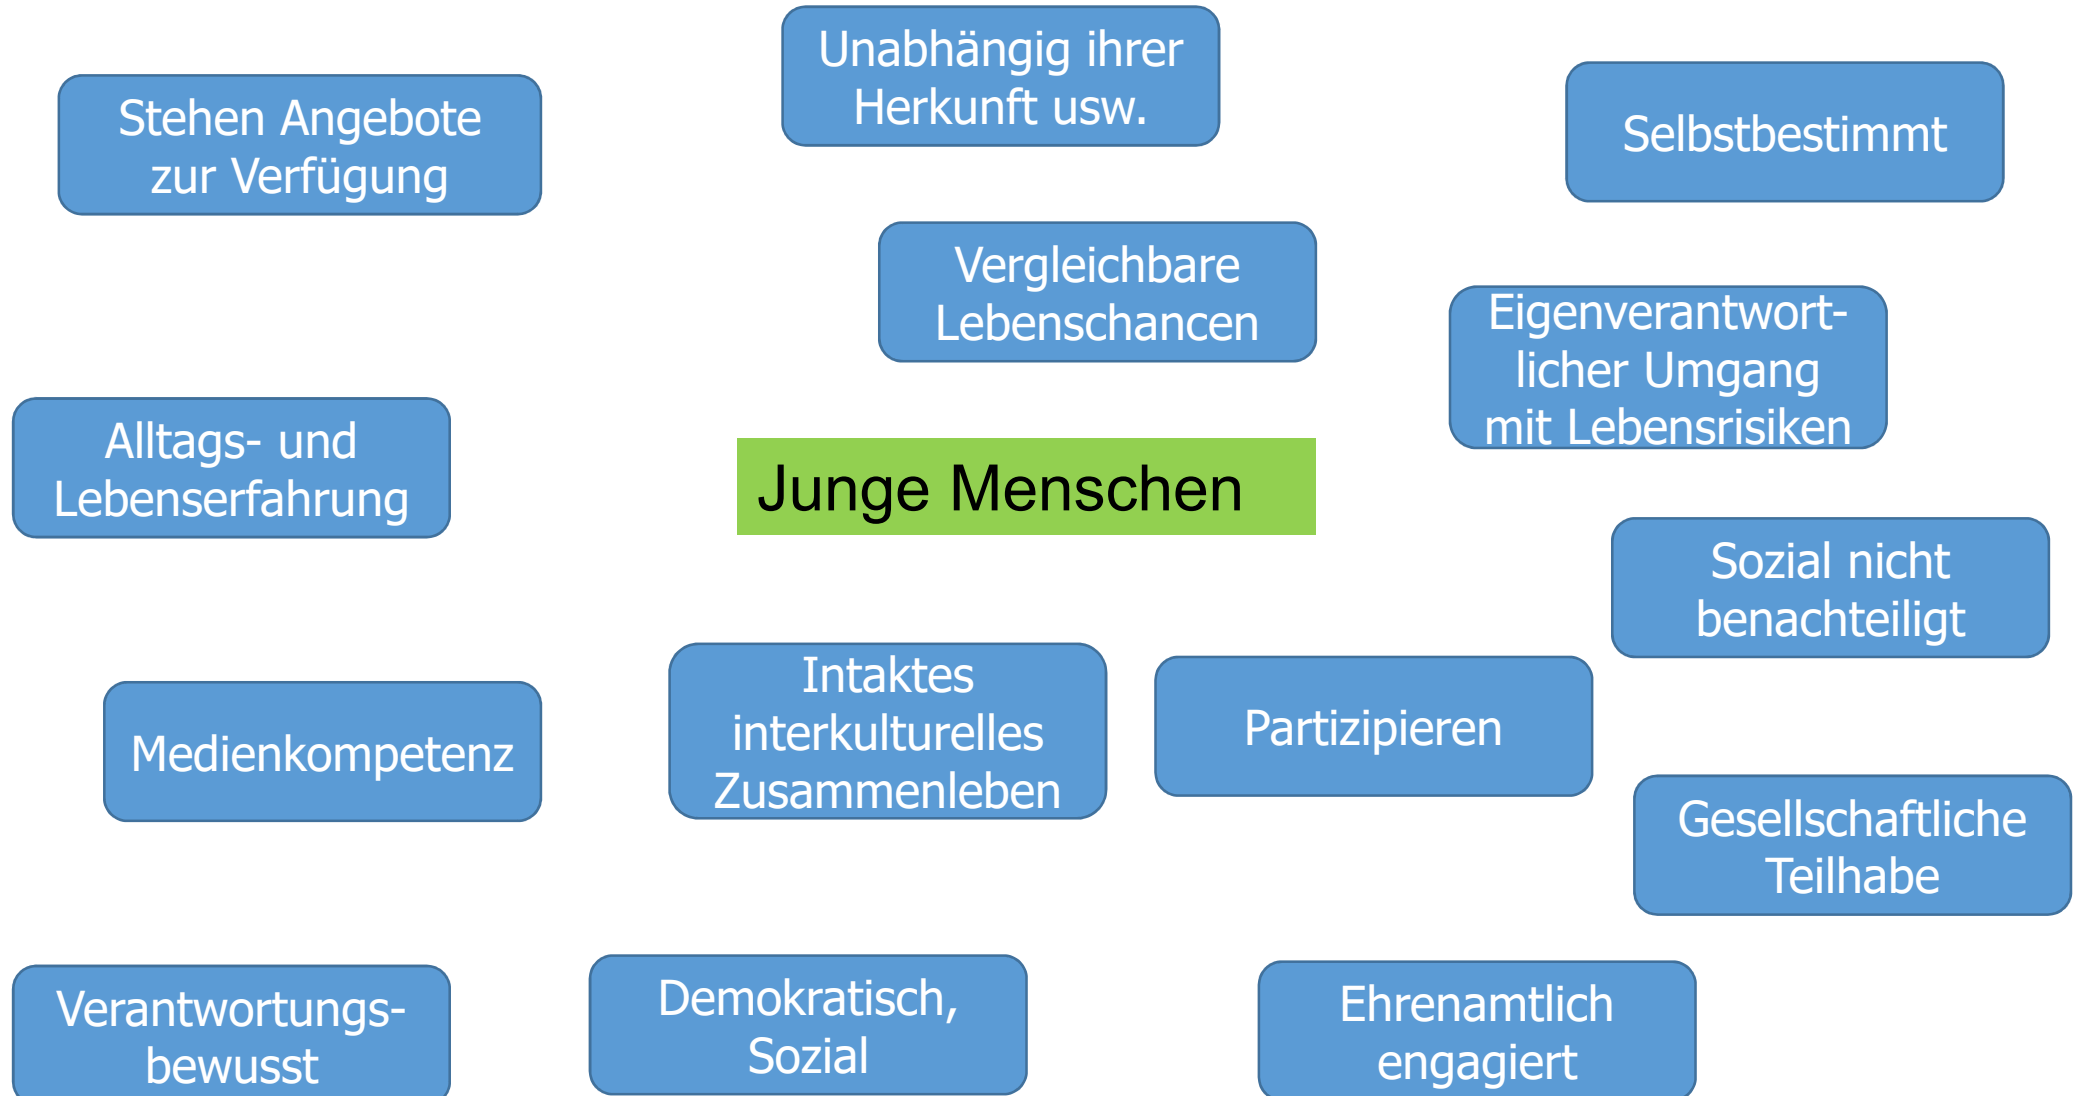 Unabhängig ihrer
Herkunft usw.
Stehen Angebote
zur Verfügung
Selbstbestimmt
Vergleichbare
Lebenschancen
Eigenverantwort-
licher Umgang
mit Lebensrisiken
Alltags- und
Lebenserfahrung
Junge Menschen
Sozial nicht
benachteiligt
Intaktes
interkulturelles
Zusammenleben
Partizipieren
Medienkompetenz
Gesellschaftliche
Teilhabe
Verantwortungs-
bewusst
Demokratisch,
Sozial
Ehrenamtlich
engagiert